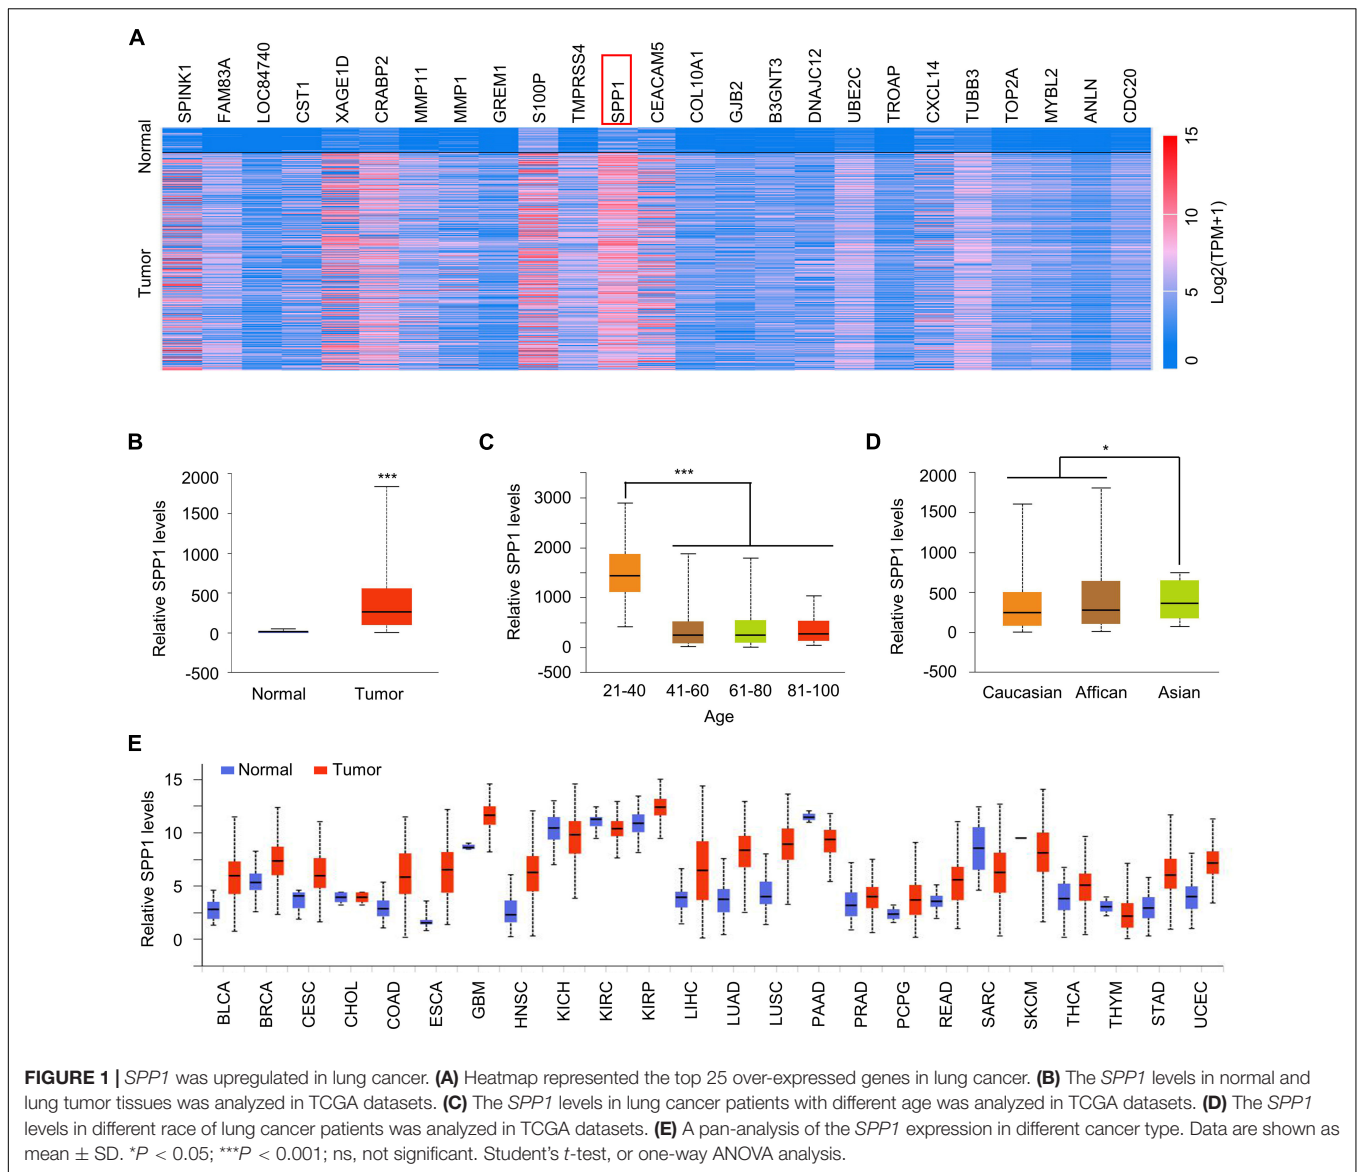 A
SPINK1
FAM83A
LOC84740
CST1
XAGE1D
CRABP2
MMP11
MMP1
GREM1
S100P
TMPRSS4
SPP1
CEACAM5
COL10A1
GJB2
B3GNT3
DNAJC12
UBE2C
TROAP
CXCL14
TUBB3
TOP2A
MYBL2
ANLN
CDC20
Normal
Tumor
15
10
5
0
Log2(TPM+1)
B
Relative SPP1 levels
2000
1500
1000
500
0
-500
***
Normal Tumor
C
Relative SPP1 levels
3000
2000
1000
0
-500
***
21-40 41-60 61-80 81-100
Age
D
Relative SPP1 levels
2000
1500
1000
500
0
-500
*
Caucasian Affican Asian
E
Normal Tumor
Relative SPP1 levels
15
10
5
0
BLCA
BRCA
CESC
CHOL
COAD
ESCA
GBM
HNSC
KICH
KIRC
KIRP
LIHC
LUAD
LUSC
PAAD
PRAD
PCPG
READ
SARC
SKCM
THCA
THYM
STAD
UCEC
FIGURE 1 | SPP1 was upregulated in lung cancer. (A) Heatmap represented the top 25 over-expressed genes in lung cancer. (B) The SPP1 levels in normal and
lung tumor tissues was analyzed in TCGA datasets. (C) The SPP1 levels in lung cancer patients with different age was analyzed in TCGA datasets. (D) The SPP1
levels in different race of lung cancer patients was analyzed in TCGA datasets. (E) A pan-analysis of the SPP1 expression in different cancer type. Data are shown as
mean ± SD. *P < 0.05; ***P < 0.001; ns, not significant. Student's t-test, or one-way ANOVA analysis.